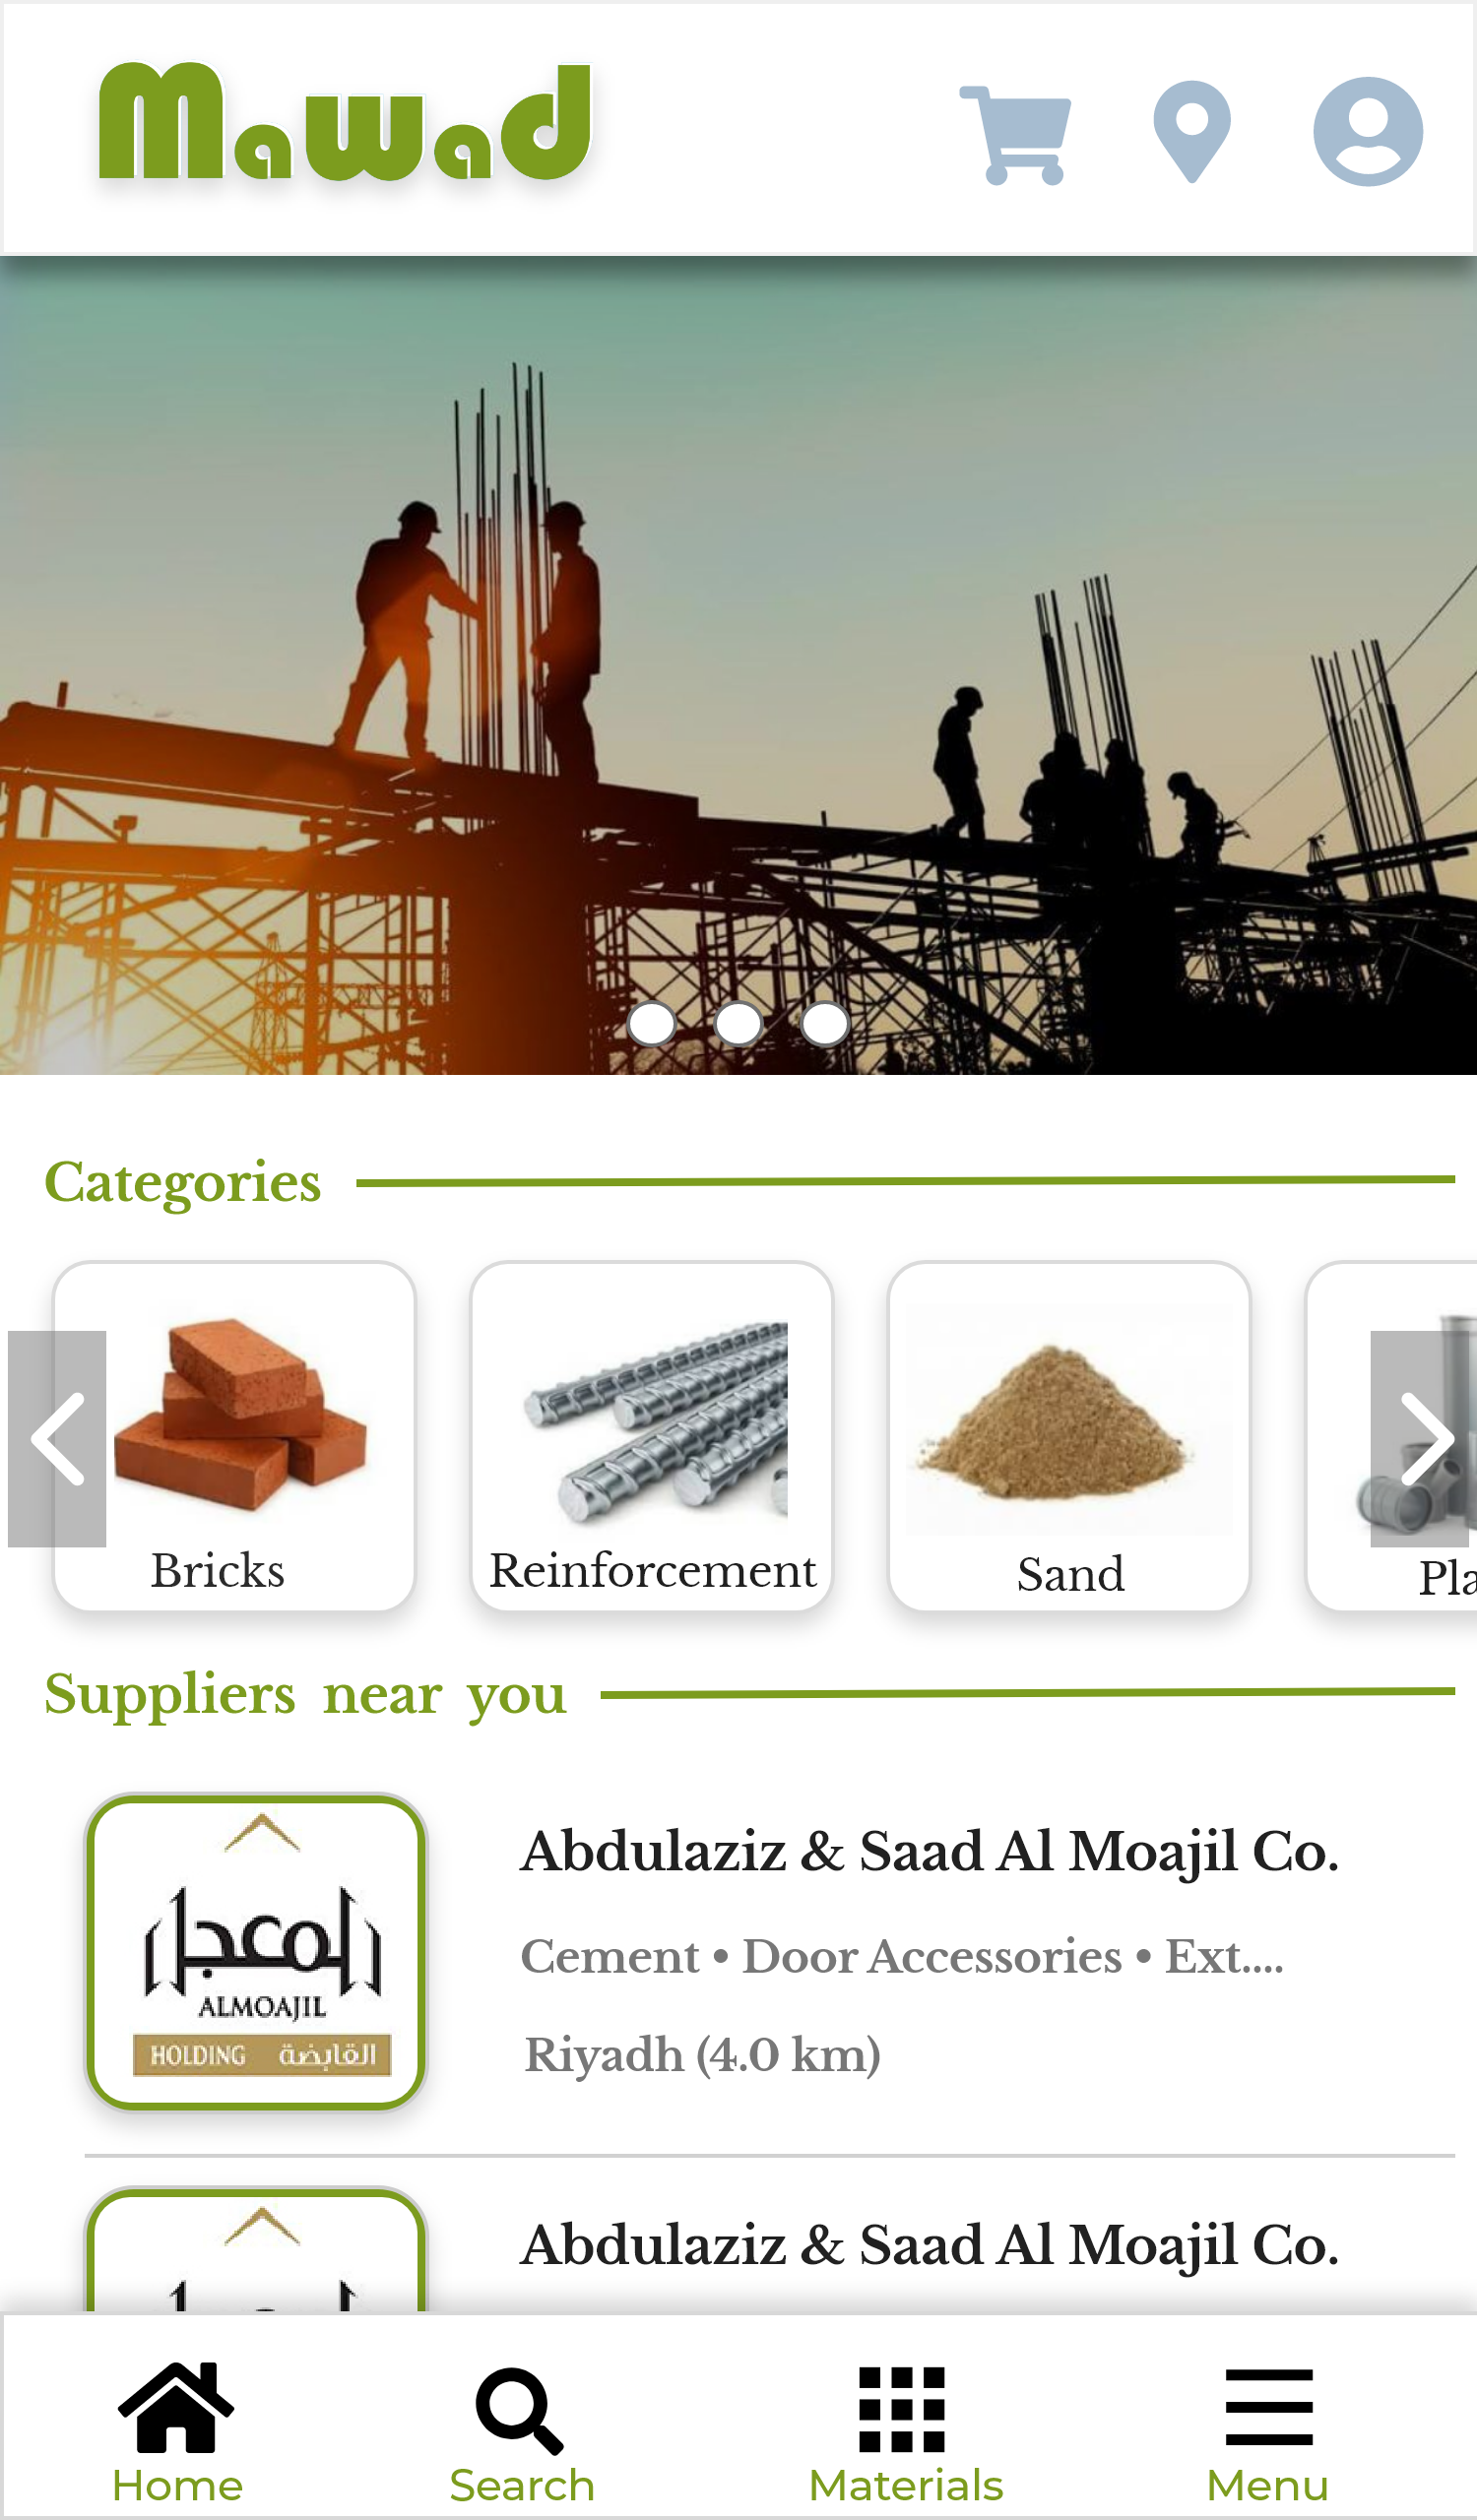 Mawad
Categories
Bricks
Reinforcement
Sand
Pla
Suppliers near you
المعجل
ALMOAJIL
HOLDING القابضة
Abdulaziz & Saad Al Moajil Co.
Cement • Door Accessories • Ext....
Riyadh (4.0 km)
Abdulaziz & Saad Al Moajil Co.
Home
Search
Materials
Menu